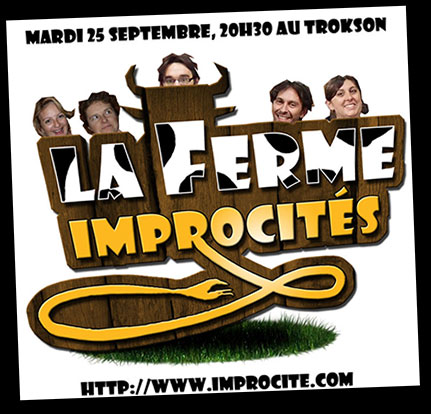 MARDI 25 SEPTEMBRE, 20H30 AU TROKSON
LA FERME
IMPROCITÉS
HTTP://WWW.IMPROCITE.COM